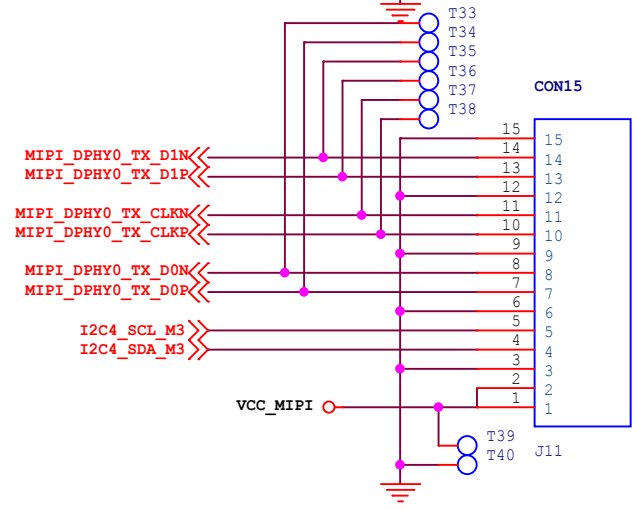 T33
T34
T35
T36
T37
T38
CON15
15 15
MIPI_DPHY0_TX_D1N 14 14
MIPI_DPHY0_TX_D1P 13 13
12 12
MIPI_DPHY0_TX_CLKN 11 11
MIPI_DPHY0_TX_CLKP 10 10
9 9
MIPI_DPHY0_TX_D0N 8 8
MIPI_DPHY0_TX_D0P 7 7
6 6
I2C4_SCL_M3 5 5
I2C4_SDA_M3 4 4
3 3
2 2
VCC_MIPI 1 1
T39
T40 J11